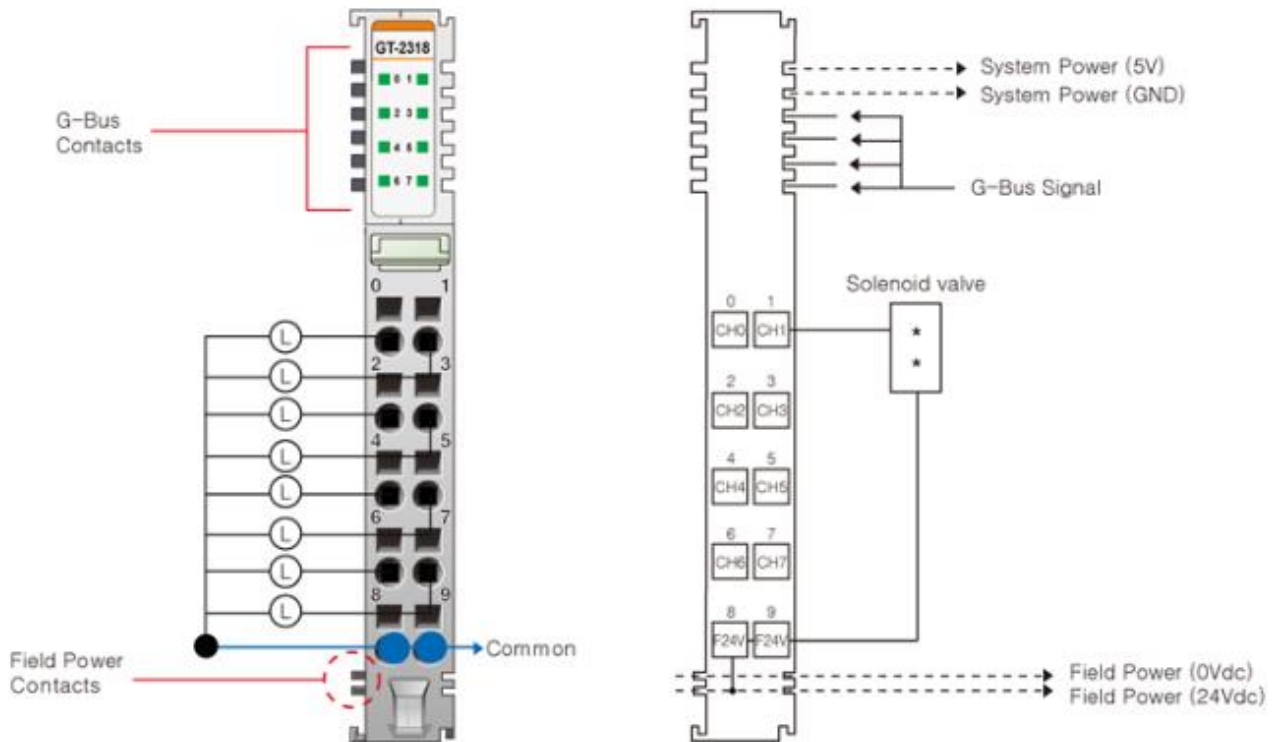 GT-2318
0 1
2 3
4 5
6 7
G-Bus
Contacts
0 1
2 3
4 5
6 7
8 9
L
L
L
L
L
L
L
L
Common
Field Power
Contacts
System Power (5V)
System Power (GND)
G-Bus Signal
Solenoid valve
*
*
0 1
CH0 CH1
2 3
CH2 CH3
4 5
CH4 CH5
6 7
CH6 CH7
8 9
F24V F24V
Field Power (0Vdc)
Field Power (24Vdc)